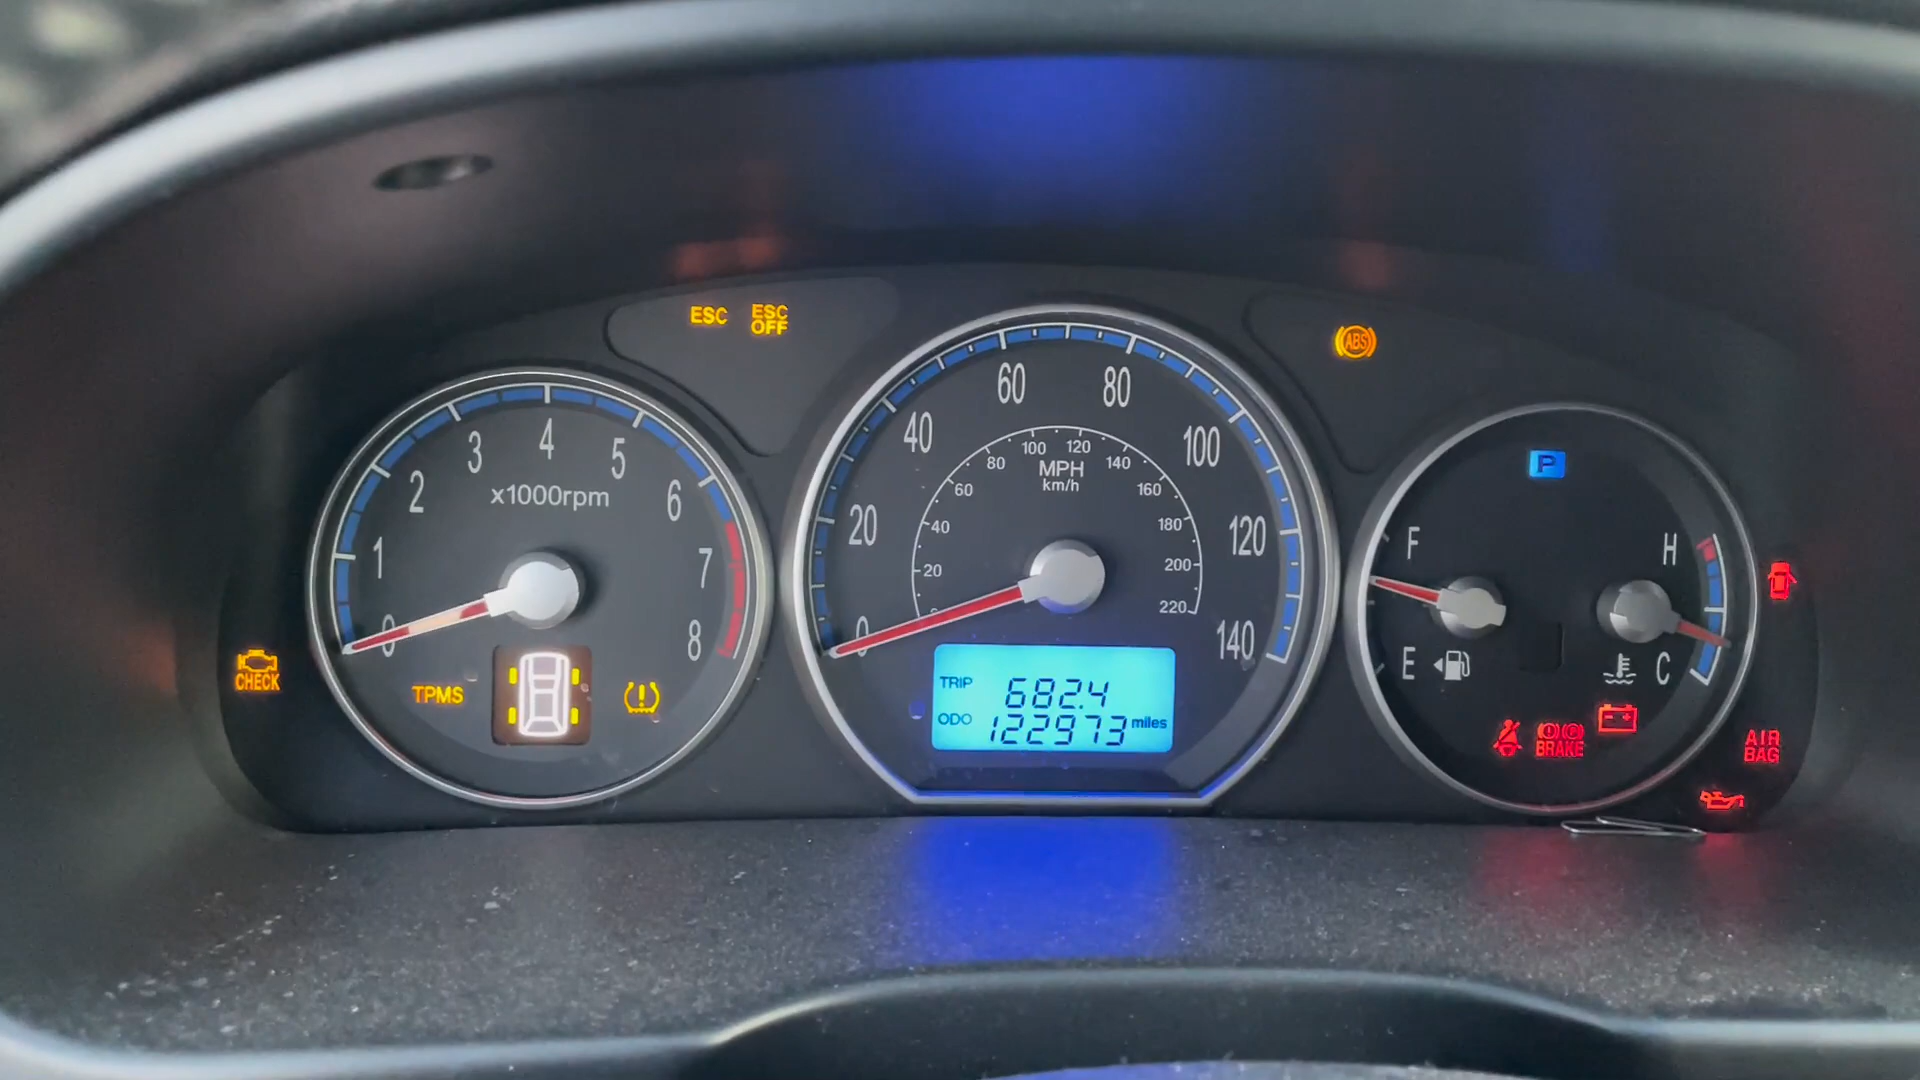 ESC
ESC
OFF
ABS
0
1
2
3
4
5
6
7
8
x1000rpm
TPMS
CHECK
0
20
40
60
80
100
120
140
MPH
km/h
20
40
60
80
100
120
140
160
180
200
220
TRIP 682.4
ODO 122973 miles
P
F
E
H
C
BRAKE
AIR
BAG